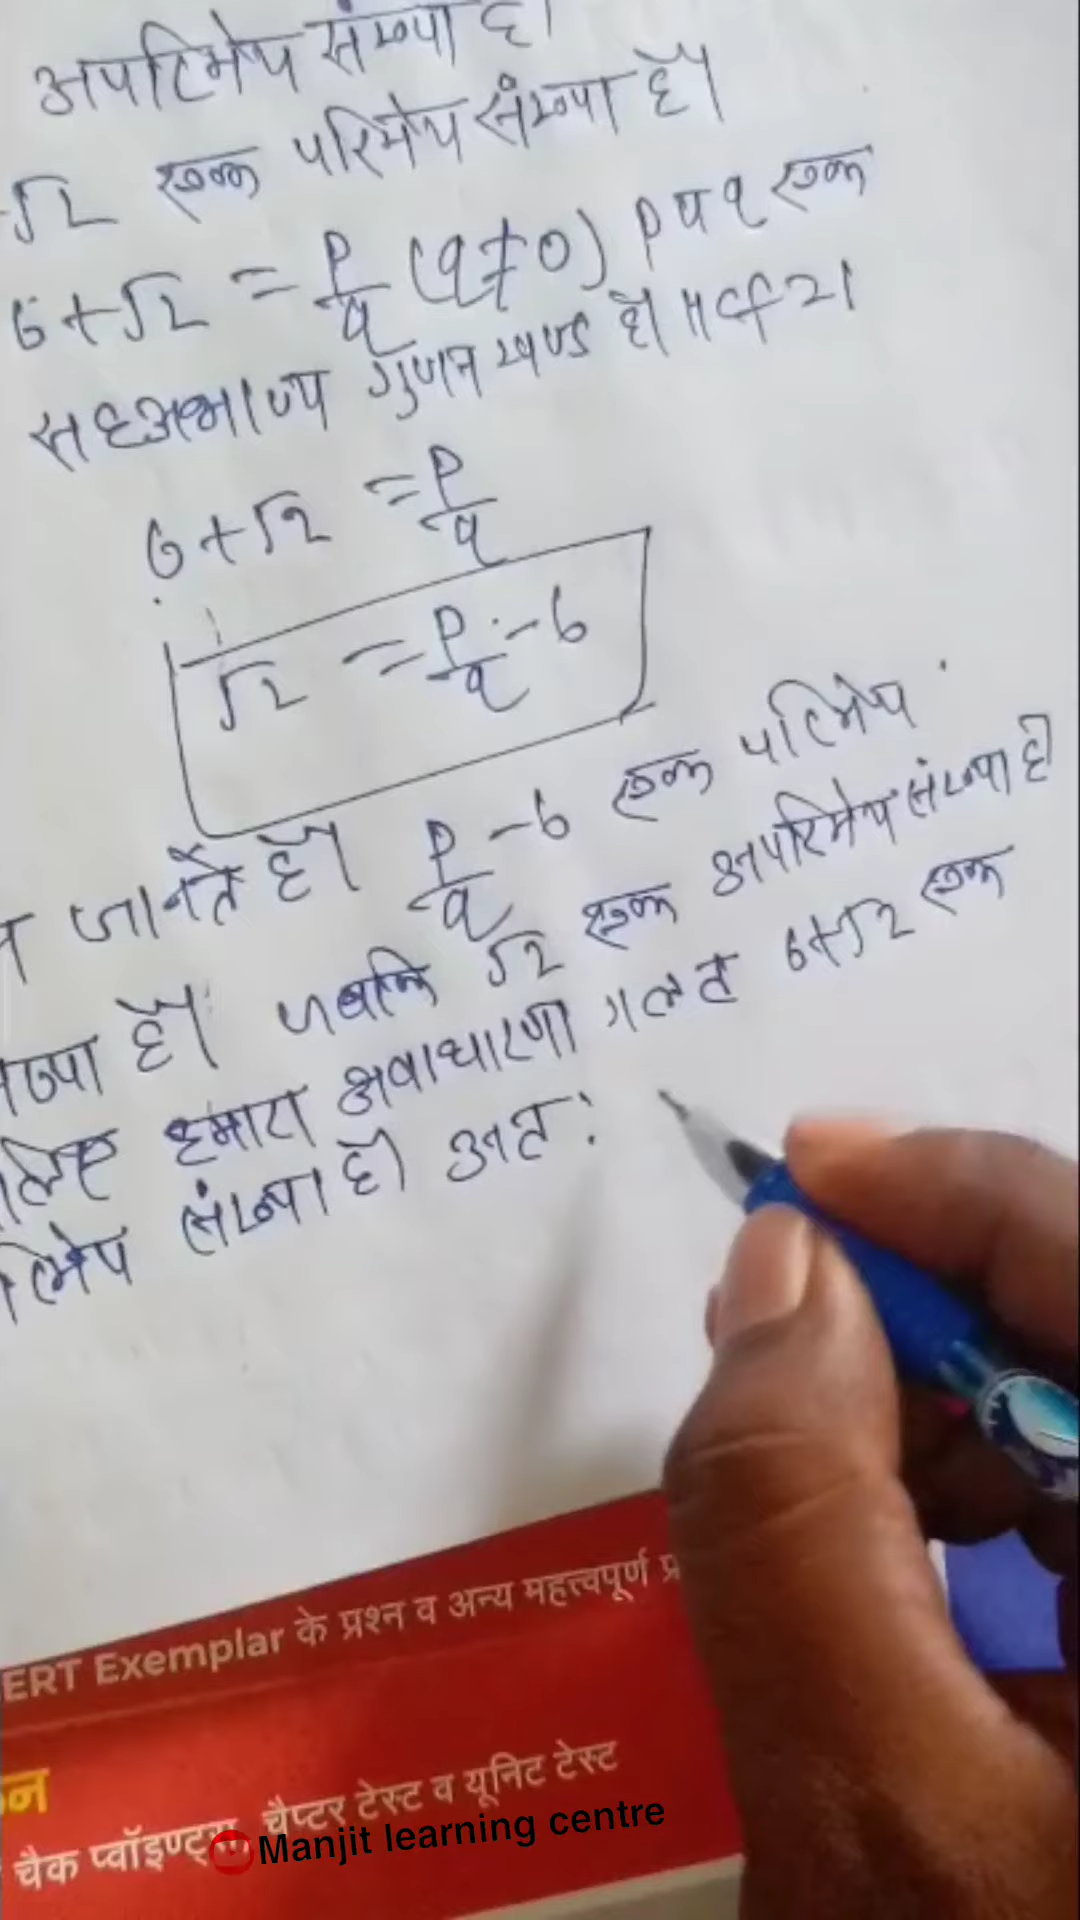 अपरिमेय संख्या है।
√2 एक परिमेय संख्या है।
6+√2 = p/q (q≠0) p व q एक
सहअभाज्य गुणनखण्ड है। HCF 21
6+√2 = p/q
√2 = p/q - 6
जानते है। p/q - 6 एक परिमेय
है। जबकि √2 एक अपरिमेय संख्या है
हमारा अवाधारणा गलत 6+√2 एक
संख्या है। अतः
ERT Exemplar के प्रश्न व अन्य महत्त्वपूर्ण प्र
न
चैक प्वॉइण्ट्स, चैप्टर टेस्ट व यूनिट टेस्ट
Manjit learning centre